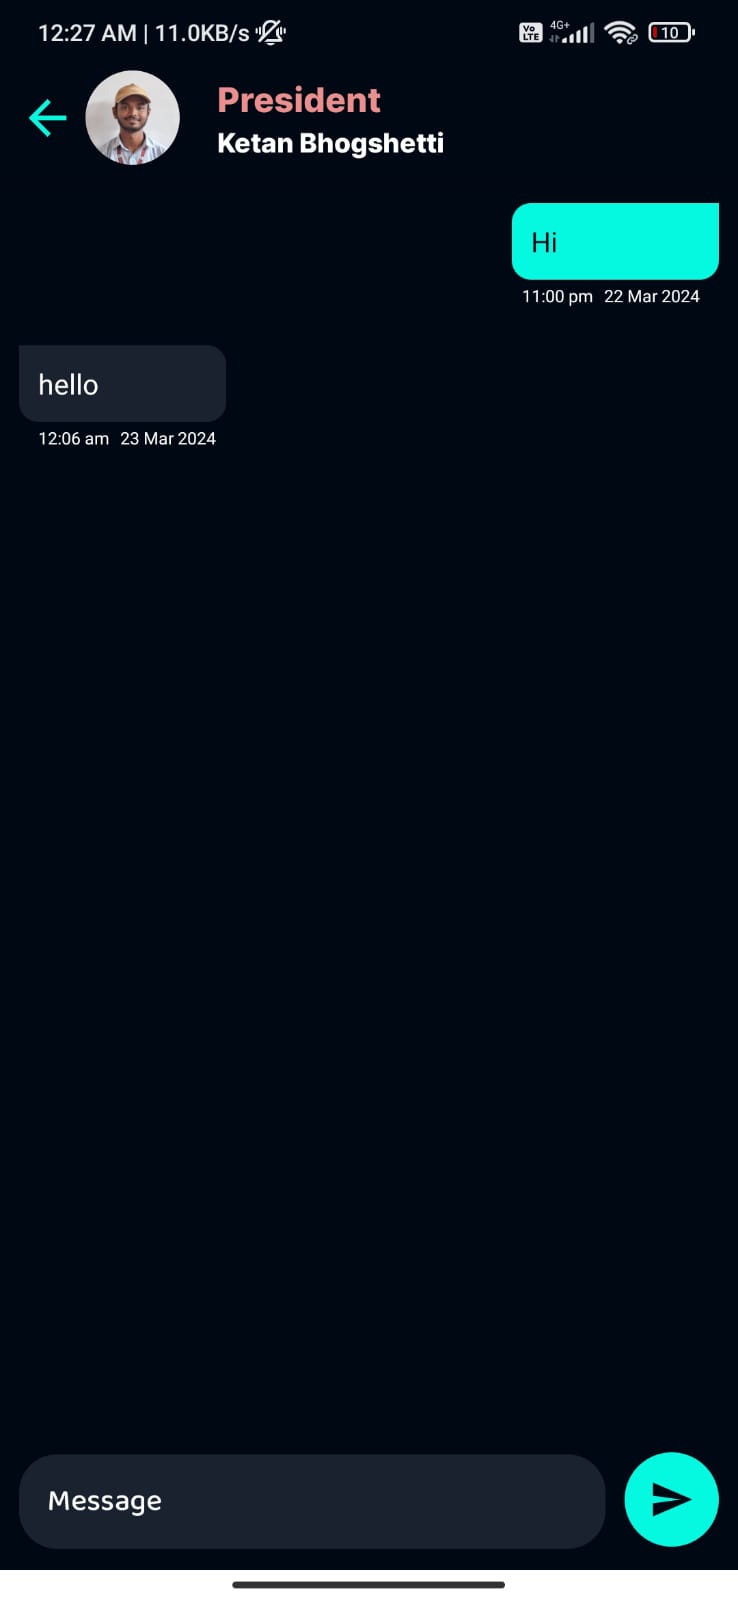 12:27 AM | 11.0KB/s
Vo LTE 4G+ 10
President
Ketan Bhogshetti
Hi
11:00 pm 22 Mar 2024
hello
12:06 am 23 Mar 2024
Message